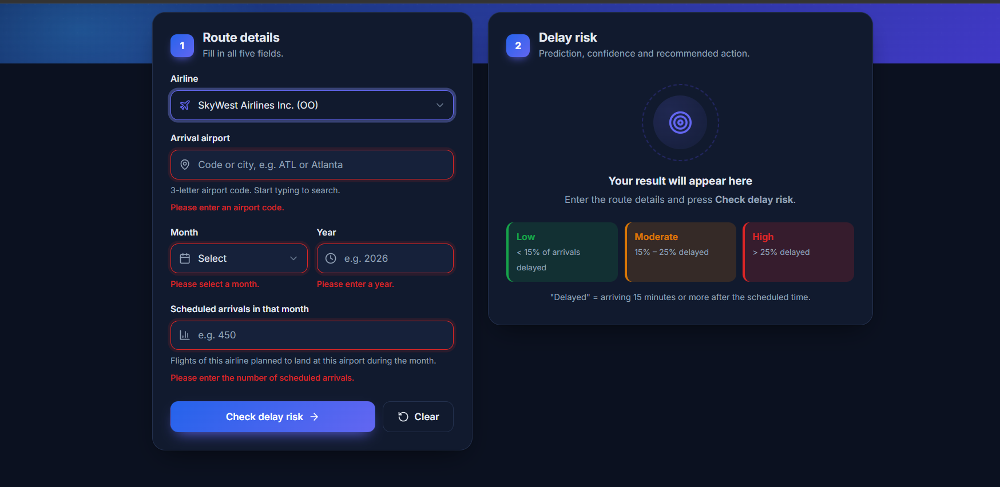 1
Route details
Fill in all five fields.
Airline
SkyWest Airlines Inc. (OO)
Arrival airport
Code or city, e.g. ATL or Atlanta
3-letter airport code. Start typing to search.
Please enter an airport code.
Month
Year
Select
e.g. 2026
Please select a month.
Please enter a year.
Scheduled arrivals in that month
e.g. 450
Flights of this airline planned to land at this airport during the month.
Please enter the number of scheduled arrivals.
Check delay risk
Clear
2
Delay risk
Prediction, confidence and recommended action.
Your result will appear here
Enter the route details and press Check delay risk.
Low
< 15% of arrivals
delayed
Moderate
15% – 25% delayed
High
> 25% delayed
"Delayed" = arriving 15 minutes or more after the scheduled time.